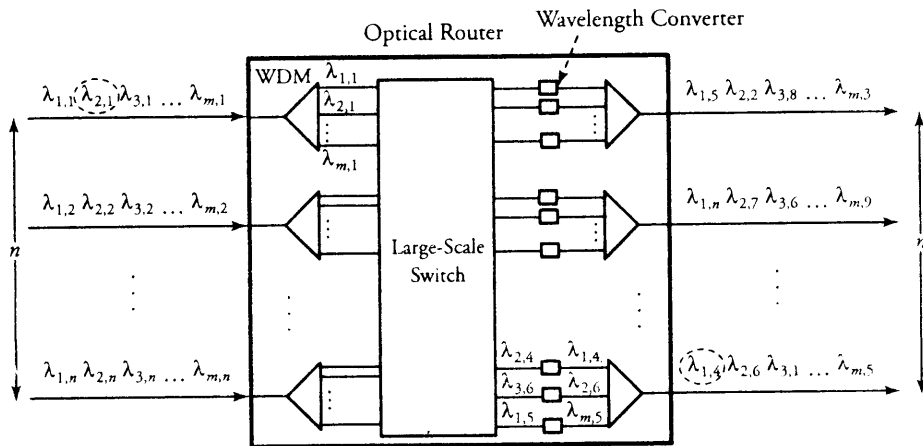 Wavelength Converter
Optical Router
WDM
λ1,1
λ1,1 λ2,1 λ3,1 ... λm,1
λ2,1
λm,1
λ1,5 λ2,2 λ3,8 ... λm,3
λ1,2 λ2,2 λ3,2 ... λm,2
λ1,n λ2,7 λ3,6 ... λm,9
n
Large-Scale
Switch
n
λ1,n λ2,n λ3,n ... λm,n
λ2,4 λ1,4
λ3,6 λ2,6
λ1,5 λm,5
λ1,4 λ2,6 λ3,1 ... λm,5